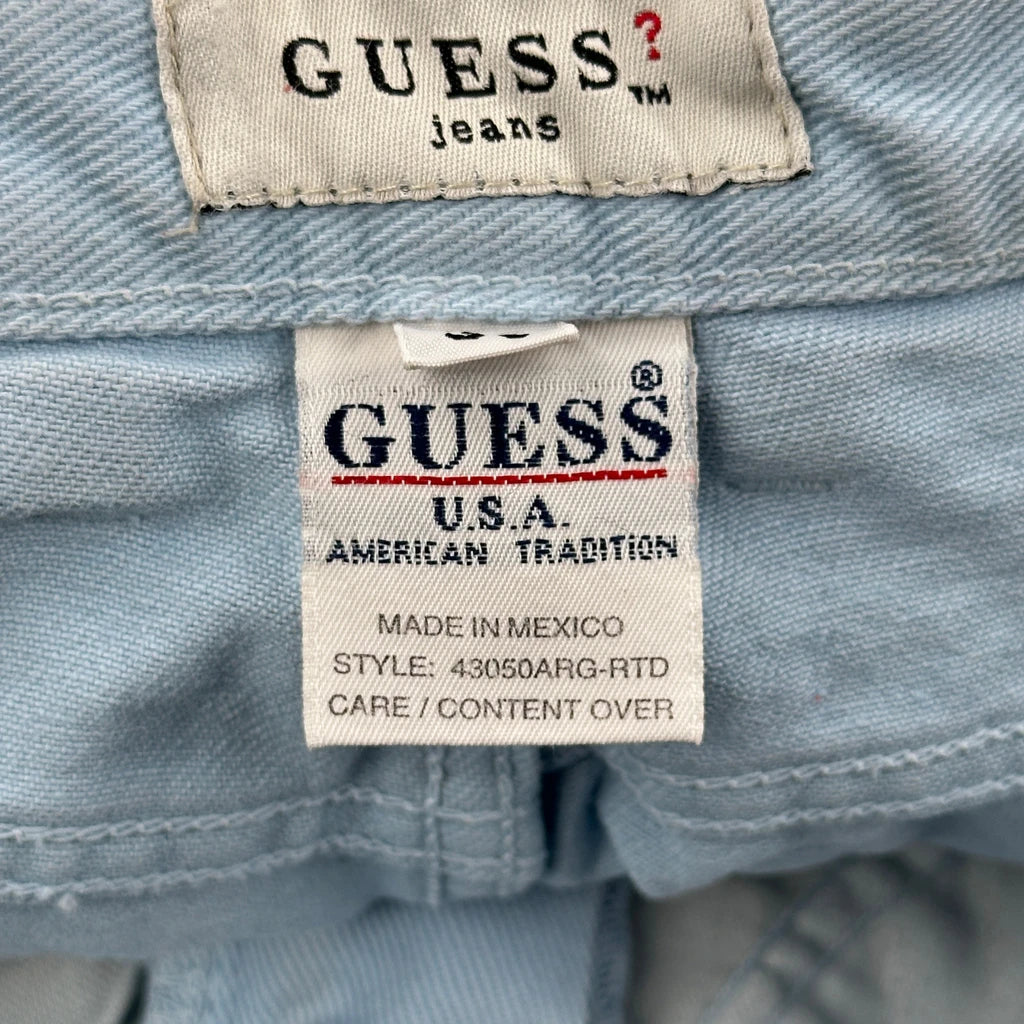 GUESS?™
jeans
GUESS®
U.S.A.
AMERICAN TRADITION
MADE IN MEXICO
STYLE: 43050ARG-RTD
CARE / CONTENT OVER